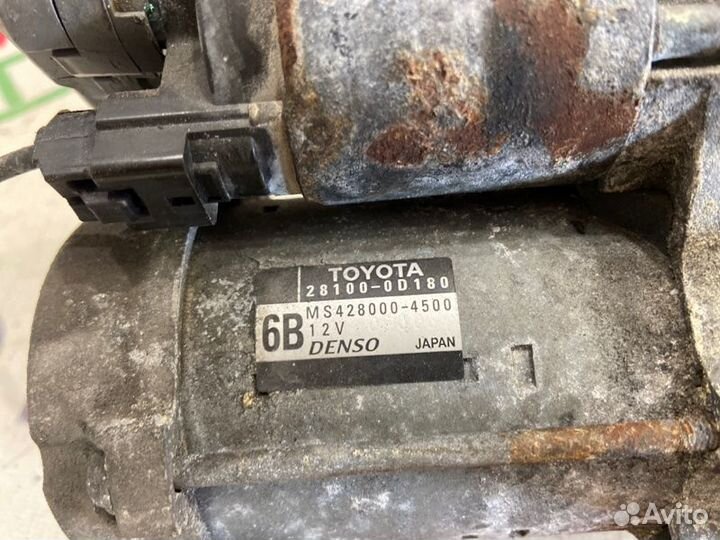 TOYOTA
28100-0D180
MS428000-4500
6B 12V
DENSO JAPAN
Avito